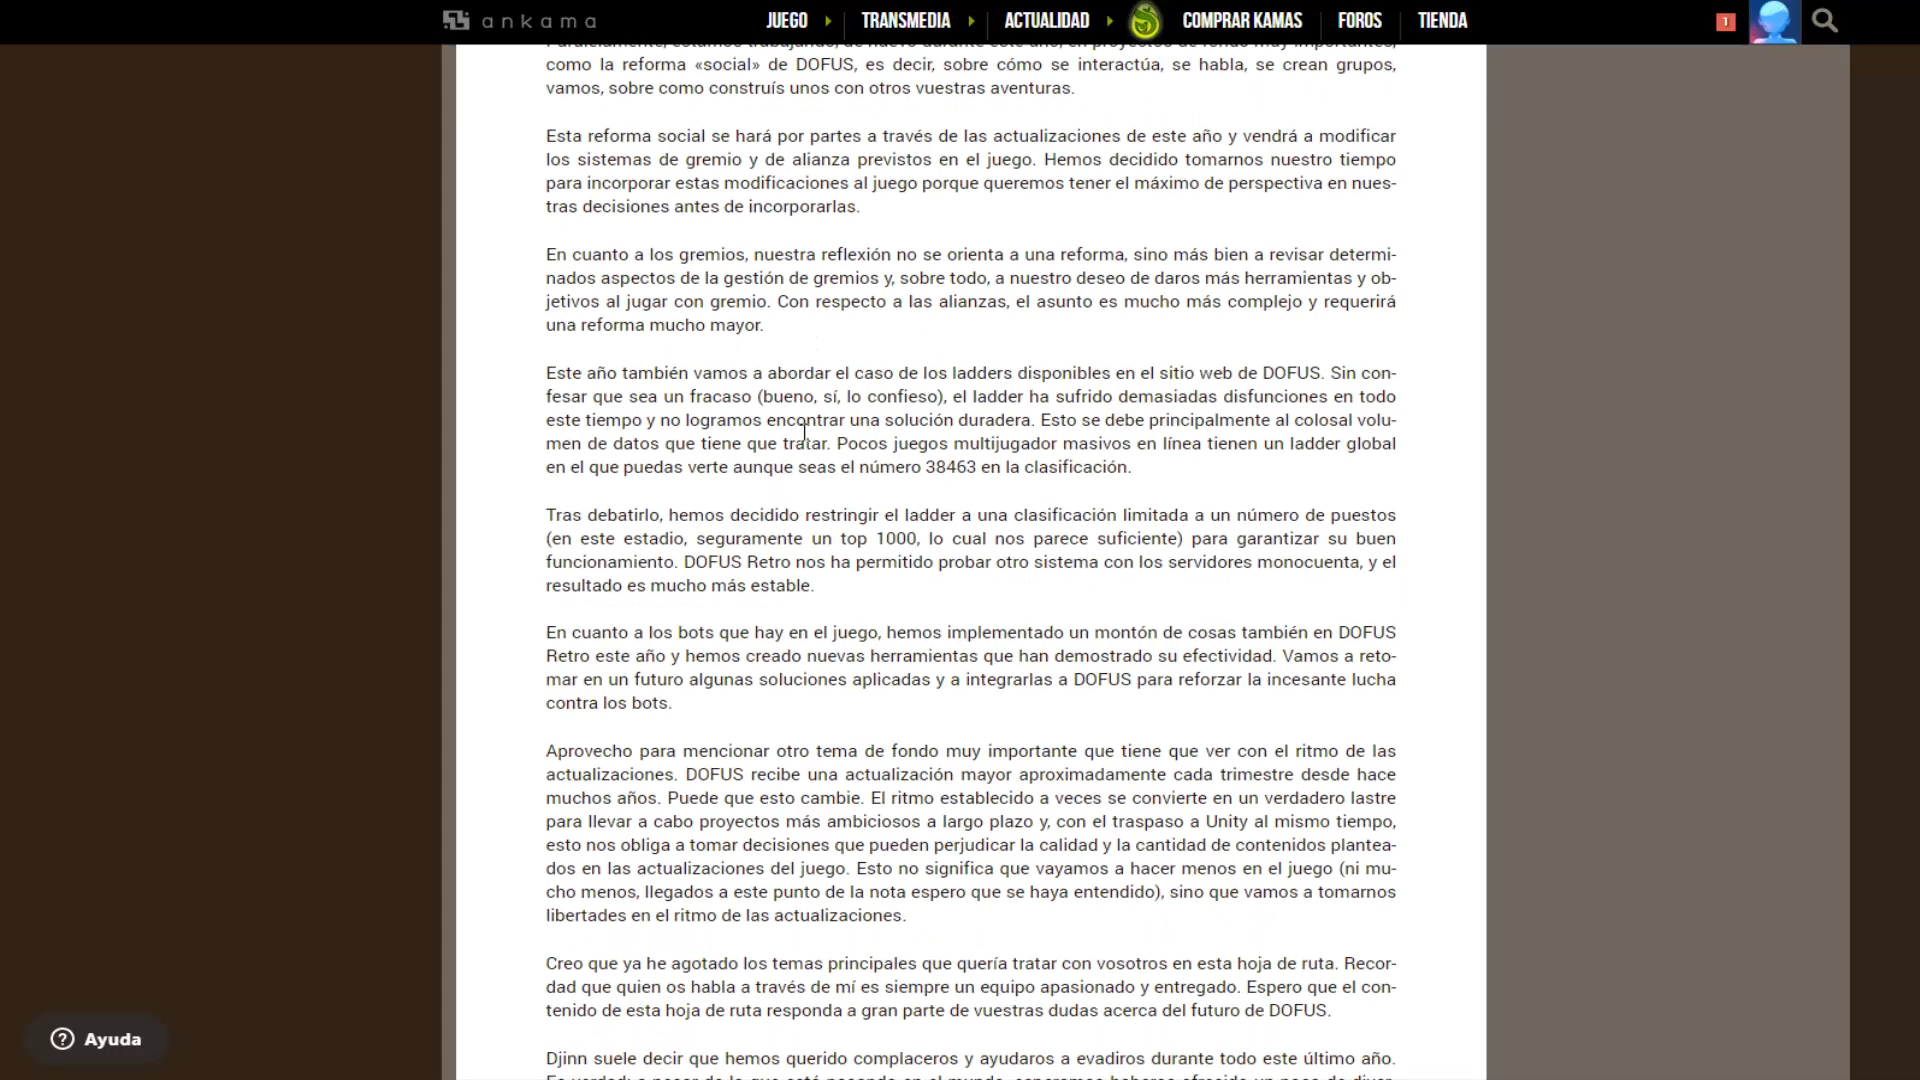 ankama
JUEGO
TRANSMEDIA
ACTUALIDAD
COMPRAR KAMAS
FOROS
TIENDA
1
Paralelamente, estamos trabajando, de nuevo durante este año, en proyectos de fondo muy importantes,
como la reforma «social» de DOFUS, es decir, sobre cómo se interactúa, se habla, se crean grupos,
vamos, sobre como construís unos con otros vuestras aventuras.
Esta reforma social se hará por partes a través de las actualizaciones de este año y vendrá a modificar
los sistemas de gremio y de alianza previstos en el juego. Hemos decidido tomarnos nuestro tiempo
para incorporar estas modificaciones al juego porque queremos tener el máximo de perspectiva en nues-
tras decisiones antes de incorporarlas.
En cuanto a los gremios, nuestra reflexión no se orienta a una reforma, sino más bien a revisar determi-
nados aspectos de la gestión de gremios y, sobre todo, a nuestro deseo de daros más herramientas y ob-
jetivos al jugar con gremio. Con respecto a las alianzas, el asunto es mucho más complejo y requerirá
una reforma mucho mayor.
Este año también vamos a abordar el caso de los ladders disponibles en el sitio web de DOFUS. Sin con-
fesar que sea un fracaso (bueno, sí, lo confieso), el ladder ha sufrido demasiadas disfunciones en todo
este tiempo y no logramos encontrar una solución duradera. Esto se debe principalmente al colosal volu-
men de datos que tiene que tratar. Pocos juegos multijugador masivos en línea tienen un ladder global
en el que puedas verte aunque seas el número 38463 en la clasificación.
Tras debatirlo, hemos decidido restringir el ladder a una clasificación limitada a un número de puestos
(en este estadio, seguramente un top 1000, lo cual nos parece suficiente) para garantizar su buen
funcionamiento. DOFUS Retro nos ha permitido probar otro sistema con los servidores monocuenta, y el
resultado es mucho más estable.
En cuanto a los bots que hay en el juego, hemos implementado un montón de cosas también en DOFUS
Retro este año y hemos creado nuevas herramientas que han demostrado su efectividad. Vamos a reto-
mar en un futuro algunas soluciones aplicadas y a integrarlas a DOFUS para reforzar la incesante lucha
contra los bots.
Aprovecho para mencionar otro tema de fondo muy importante que tiene que ver con el ritmo de las
actualizaciones. DOFUS recibe una actualización mayor aproximadamente cada trimestre desde hace
muchos años. Puede que esto cambie. El ritmo establecido a veces se convierte en un verdadero lastre
para llevar a cabo proyectos más ambiciosos a largo plazo y, con el traspaso a Unity al mismo tiempo,
esto nos obliga a tomar decisiones que pueden perjudicar la calidad y la cantidad de contenidos plantea-
dos en las actualizaciones del juego. Esto no significa que vayamos a hacer menos en el juego (ni mu-
cho menos, llegados a este punto de la nota espero que se haya entendido), sino que vamos a tomarnos
libertades en el ritmo de las actualizaciones.
Creo que ya he agotado los temas principales que quería tratar con vosotros en esta hoja de ruta. Recor-
dad que quien os habla a través de mí es siempre un equipo apasionado y entregado. Espero que el con-
tenido de esta hoja de ruta responda a gran parte de vuestras dudas acerca del futuro de DOFUS.
Djinn suele decir que hemos querido complaceros y ayudaros a evadiros durante todo este último año.
Ayuda